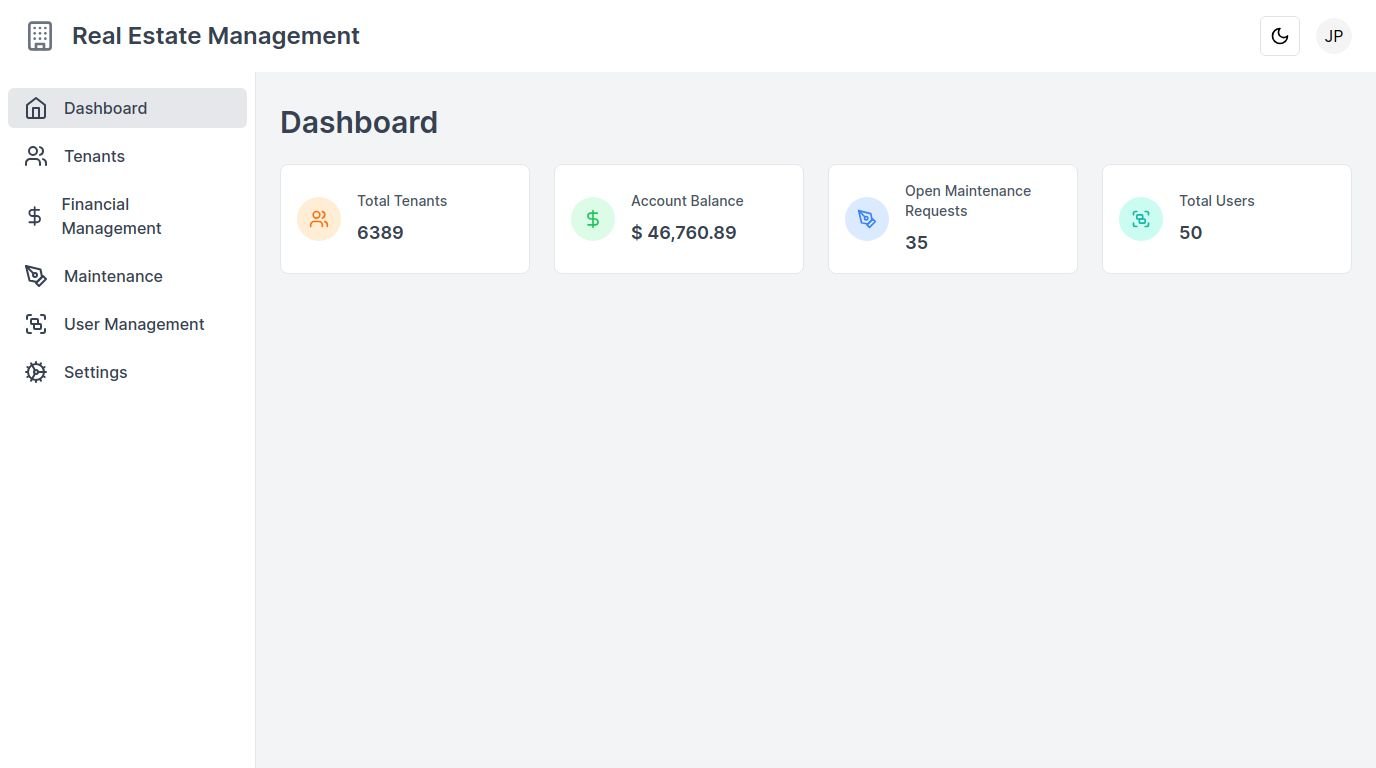 Real Estate Management
JP
Dashboard
Tenants
Financial
Management
Maintenance
User Management
Settings
Dashboard
Total Tenants
6389
Account Balance
$ 46,760.89
Open Maintenance
Requests
35
Total Users
50